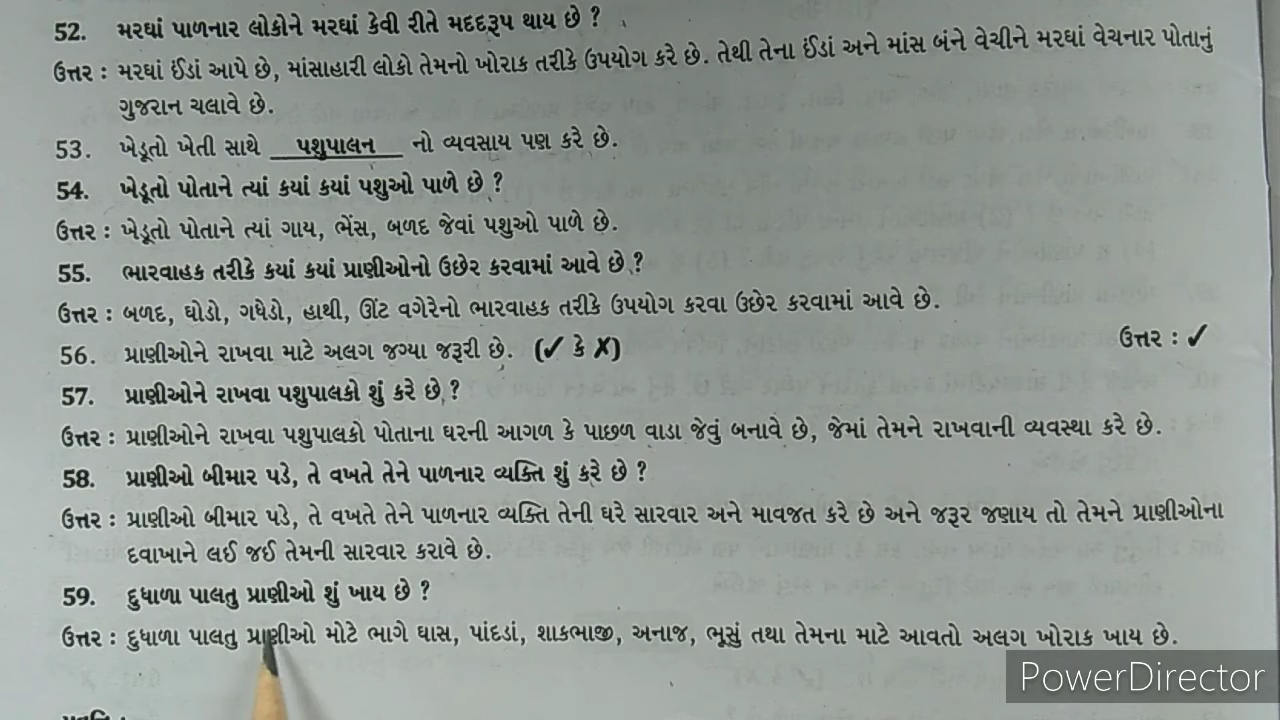 52. મરઘાં પાળનાર લોકોને મરઘાં કેવી રીતે મદદરૂપ થાય છે ?
ઉત્તર : મરઘાં ઈંડાં આપે છે, માંસાહારી લોકો તેમનો ખોરાક તરીકે ઉપયોગ કરે છે. તેથી તેના ઈંડાં અને માંસ બંને વેચીને મરઘાં વેચનાર પોતાનું
ગુજરાન ચલાવે છે.
53. ખેડૂતો ખેતી સાથે પશુપાલન નો વ્યવસાય પણ કરે છે.
54. ખેડૂતો પોતાને ત્યાં કયાં કયાં પશુઓ પાળે છે ?
ઉત્તર : ખેડૂતો પોતાને ત્યાં ગાય, ભેંસ, બળદ જેવાં પશુઓ પાળે છે.
55. ભારવાહક તરીકે કયાં કયાં પ્રાણીઓનો ઉછેર કરવામાં આવે છે ?
ઉત્તર : બળદ, ઘોડો, ગધેડો, હાથી, ઊંટ વગેરેનો ભારવાહક તરીકે ઉપયોગ કરવા ઉછેર કરવામાં આવે છે.
56. પ્રાણીઓને રાખવા માટે અલગ જગ્યા જરૂરી છે. (✓ કે ✗) ઉત્તર : ✓
57. પ્રાણીઓને રાખવા પશુપાલકો શું કરે છે ?
ઉત્તર : પ્રાણીઓને રાખવા પશુપાલકો પોતાના ઘરની આગળ કે પાછળ વાડા જેવું બનાવે છે, જેમાં તેમને રાખવાની વ્યવસ્થા કરે છે.
58. પ્રાણીઓ બીમાર પડે, તે વખતે તેને પાળનાર વ્યક્તિ શું કરે છે ?
ઉત્તર : પ્રાણીઓ બીમાર પડે, તે વખતે તેને પાળનાર વ્યક્તિ તેની ઘરે સારવાર અને માવજત કરે છે અને જરૂર જણાય તો તેમને પ્રાણીઓના
દવાખાને લઈ જઈ તેમની સારવાર કરાવે છે.
59. દુધાળા પાલતુ પ્રાણીઓ શું ખાય છે ?
ઉત્તર : દુધાળા પાલતુ પ્રાણીઓ મોટે ભાગે ઘાસ, પાંદડાં, શાકભાજી, અનાજ, ભૂસું તથા તેમના માટે આવતો અલગ ખોરાક ખાય છે.
PowerDirector